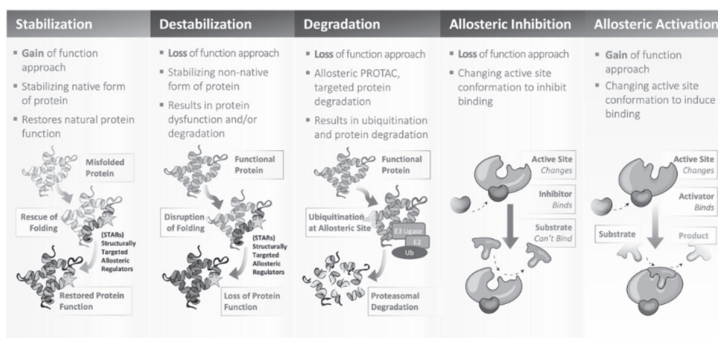 Stabilization
▪ Gain of function
approach
▪ Stabilizing native form
of protein
▪ Restores natural protein
function
Misfolded
Protein
Rescue of
Folding
(STARs)
Structurally
Targeted
Allosteric
Regulators
Restored Protein
Function
Destabilization
▪ Loss of function approach
▪ Stabilizing non-native
form of protein
▪ Results in protein
dysfunction and/or
degradation
Functional
Protein
Disruption
of Folding
(STARs)
Structurally
Targeted
Allosteric
Regulators
Loss of Protein
Function
Degradation
▪ Loss of function approach
▪ Allosteric PROTAC,
targeted protein
degradation
▪ Results in ubiquitination
and protein degradation
Functional
Protein
Ubiquitination
at Allosteric Site
E3 Ligase
E2
Ub
Proteasomal
Degradation
Allosteric Inhibition
▪ Loss of function approach
▪ Changing active site
conformation to inhibit
binding
Active Site
Changes
Inhibitor
Binds
Substrate
Can't Bind
Allosteric Activation
▪ Gain of function
approach
▪ Changing active site
conformation to induce
binding
Active Site
Changes
Activator
Binds
Substrate
Product